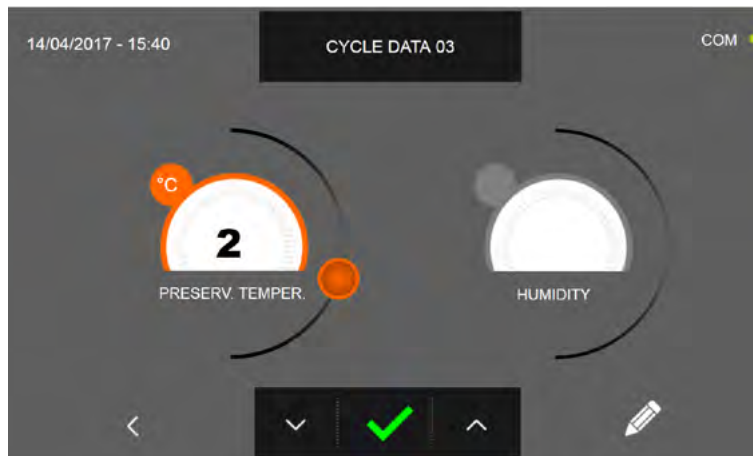 14/04/2017 - 15:40
CYCLE DATA 03
COM
°C
2
PRESERV. TEMPER.
HUMIDITY